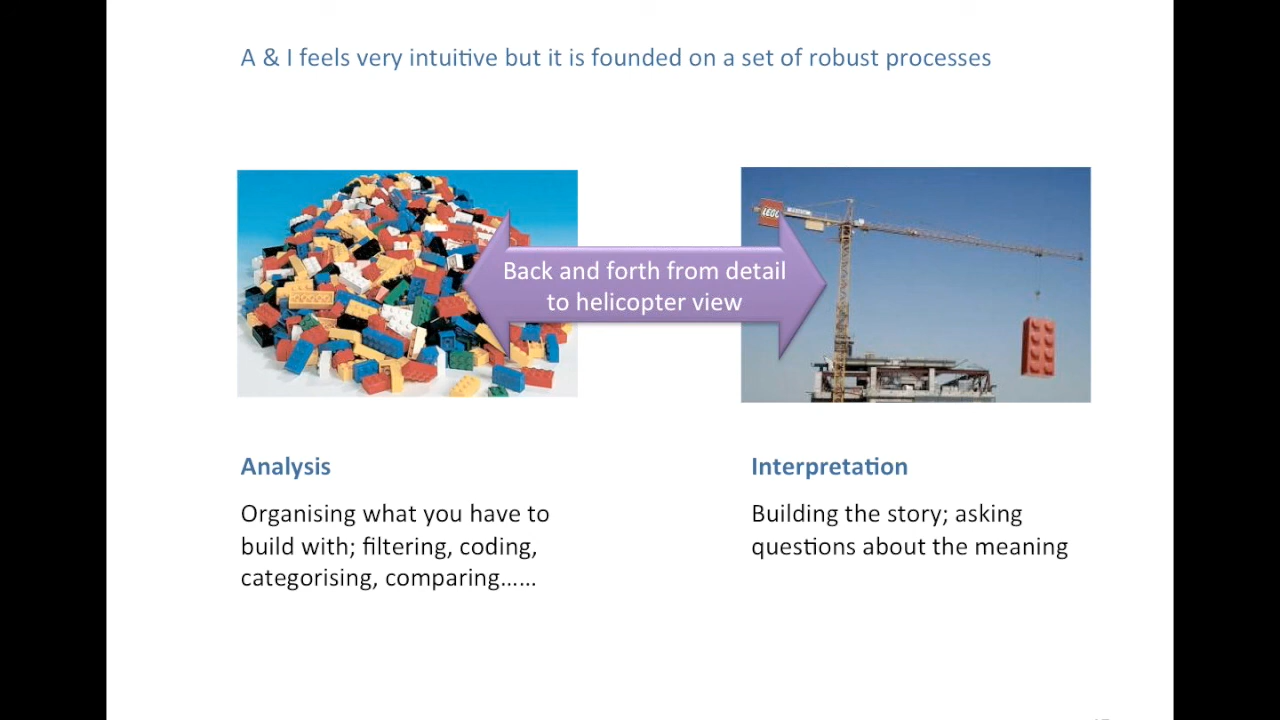 A & I feels very intuitive but it is founded on a set of robust processes
LEGO
Back and forth from detail
to helicopter view
Analysis
Organising what you have to
build with; filtering, coding,
categorising, comparing......
Interpretation
Building the story; asking
questions about the meaning